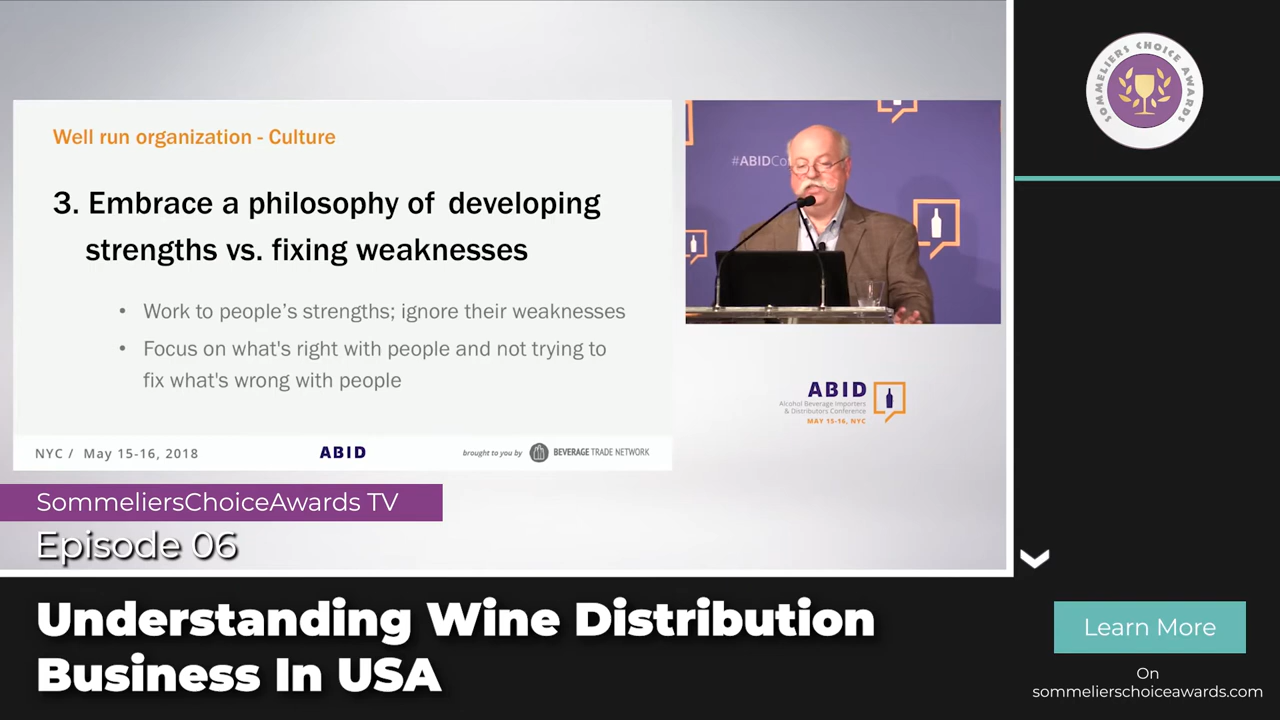 Well run organization - Culture
3. Embrace a philosophy of developing
strengths vs. fixing weaknesses
• Work to people's strengths; ignore their weaknesses
• Focus on what's right with people and not trying to
fix what's wrong with people
NYC / May 15-16, 2018
ABID
brought to you by BEVERAGE TRADE NETWORK
#ABIDCo
ABID
Alcohol Beverage Importers
& Distributors Conference
MAY 15-16, NYC
SOMMELIERS CHOICE AWARDS
SommeliersChoiceAwards TV
Episode 06
Understanding Wine Distribution
Business In USA
Learn More
On
sommelierschoiceawards.com